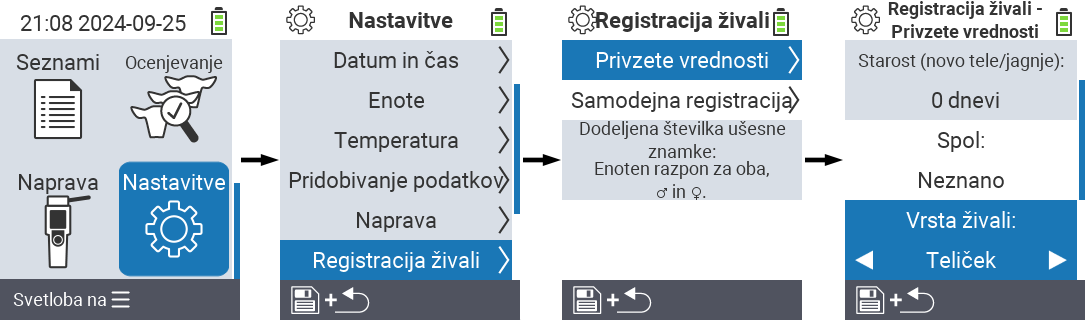 21:08 2024-09-25
Seznami
Ocenjevanje
Naprava
Nastavitve
Svetloba na
Nastavitve
Datum in čas
Enote
Temperatura
Pridobivanje podatkov
Naprava
Registracija živali
+
Registracija živali
Privzete vrednosti
Samodejna registracija
Dodeljena številka ušesne
znamke:
Enoten razpon za oba,
♂ in ♀.
+
Registracija živali -
Privzete vrednosti
Starost (novo tele/jagnje):
0 dnevi
Spol:
Neznano
Vrsta živali:
Teliček
+